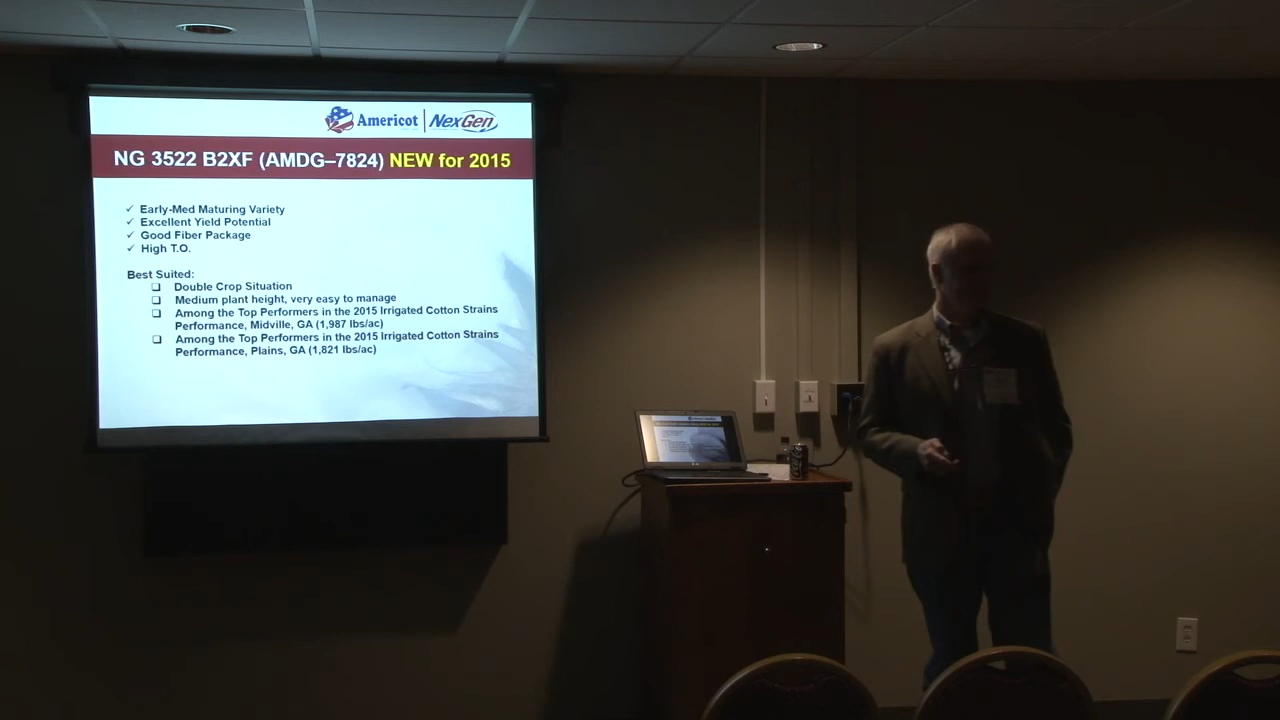 Americot NexGen
NG 3522 B2XF (AMDG–7824) NEW for 2015
✓ Early-Med Maturing Variety
✓ Excellent Yield Potential
✓ Good Fiber Package
✓ High T.O.
Best Suited:
❑ Double Crop Situation
❑ Medium plant height, very easy to manage
❑ Among the Top Performers in the 2015 Irrigated Cotton Strains
Performance, Midville, GA (1,987 lbs/ac)
❑ Among the Top Performers in the 2015 Irrigated Cotton Strains
Performance, Plains, GA (1,821 lbs/ac)